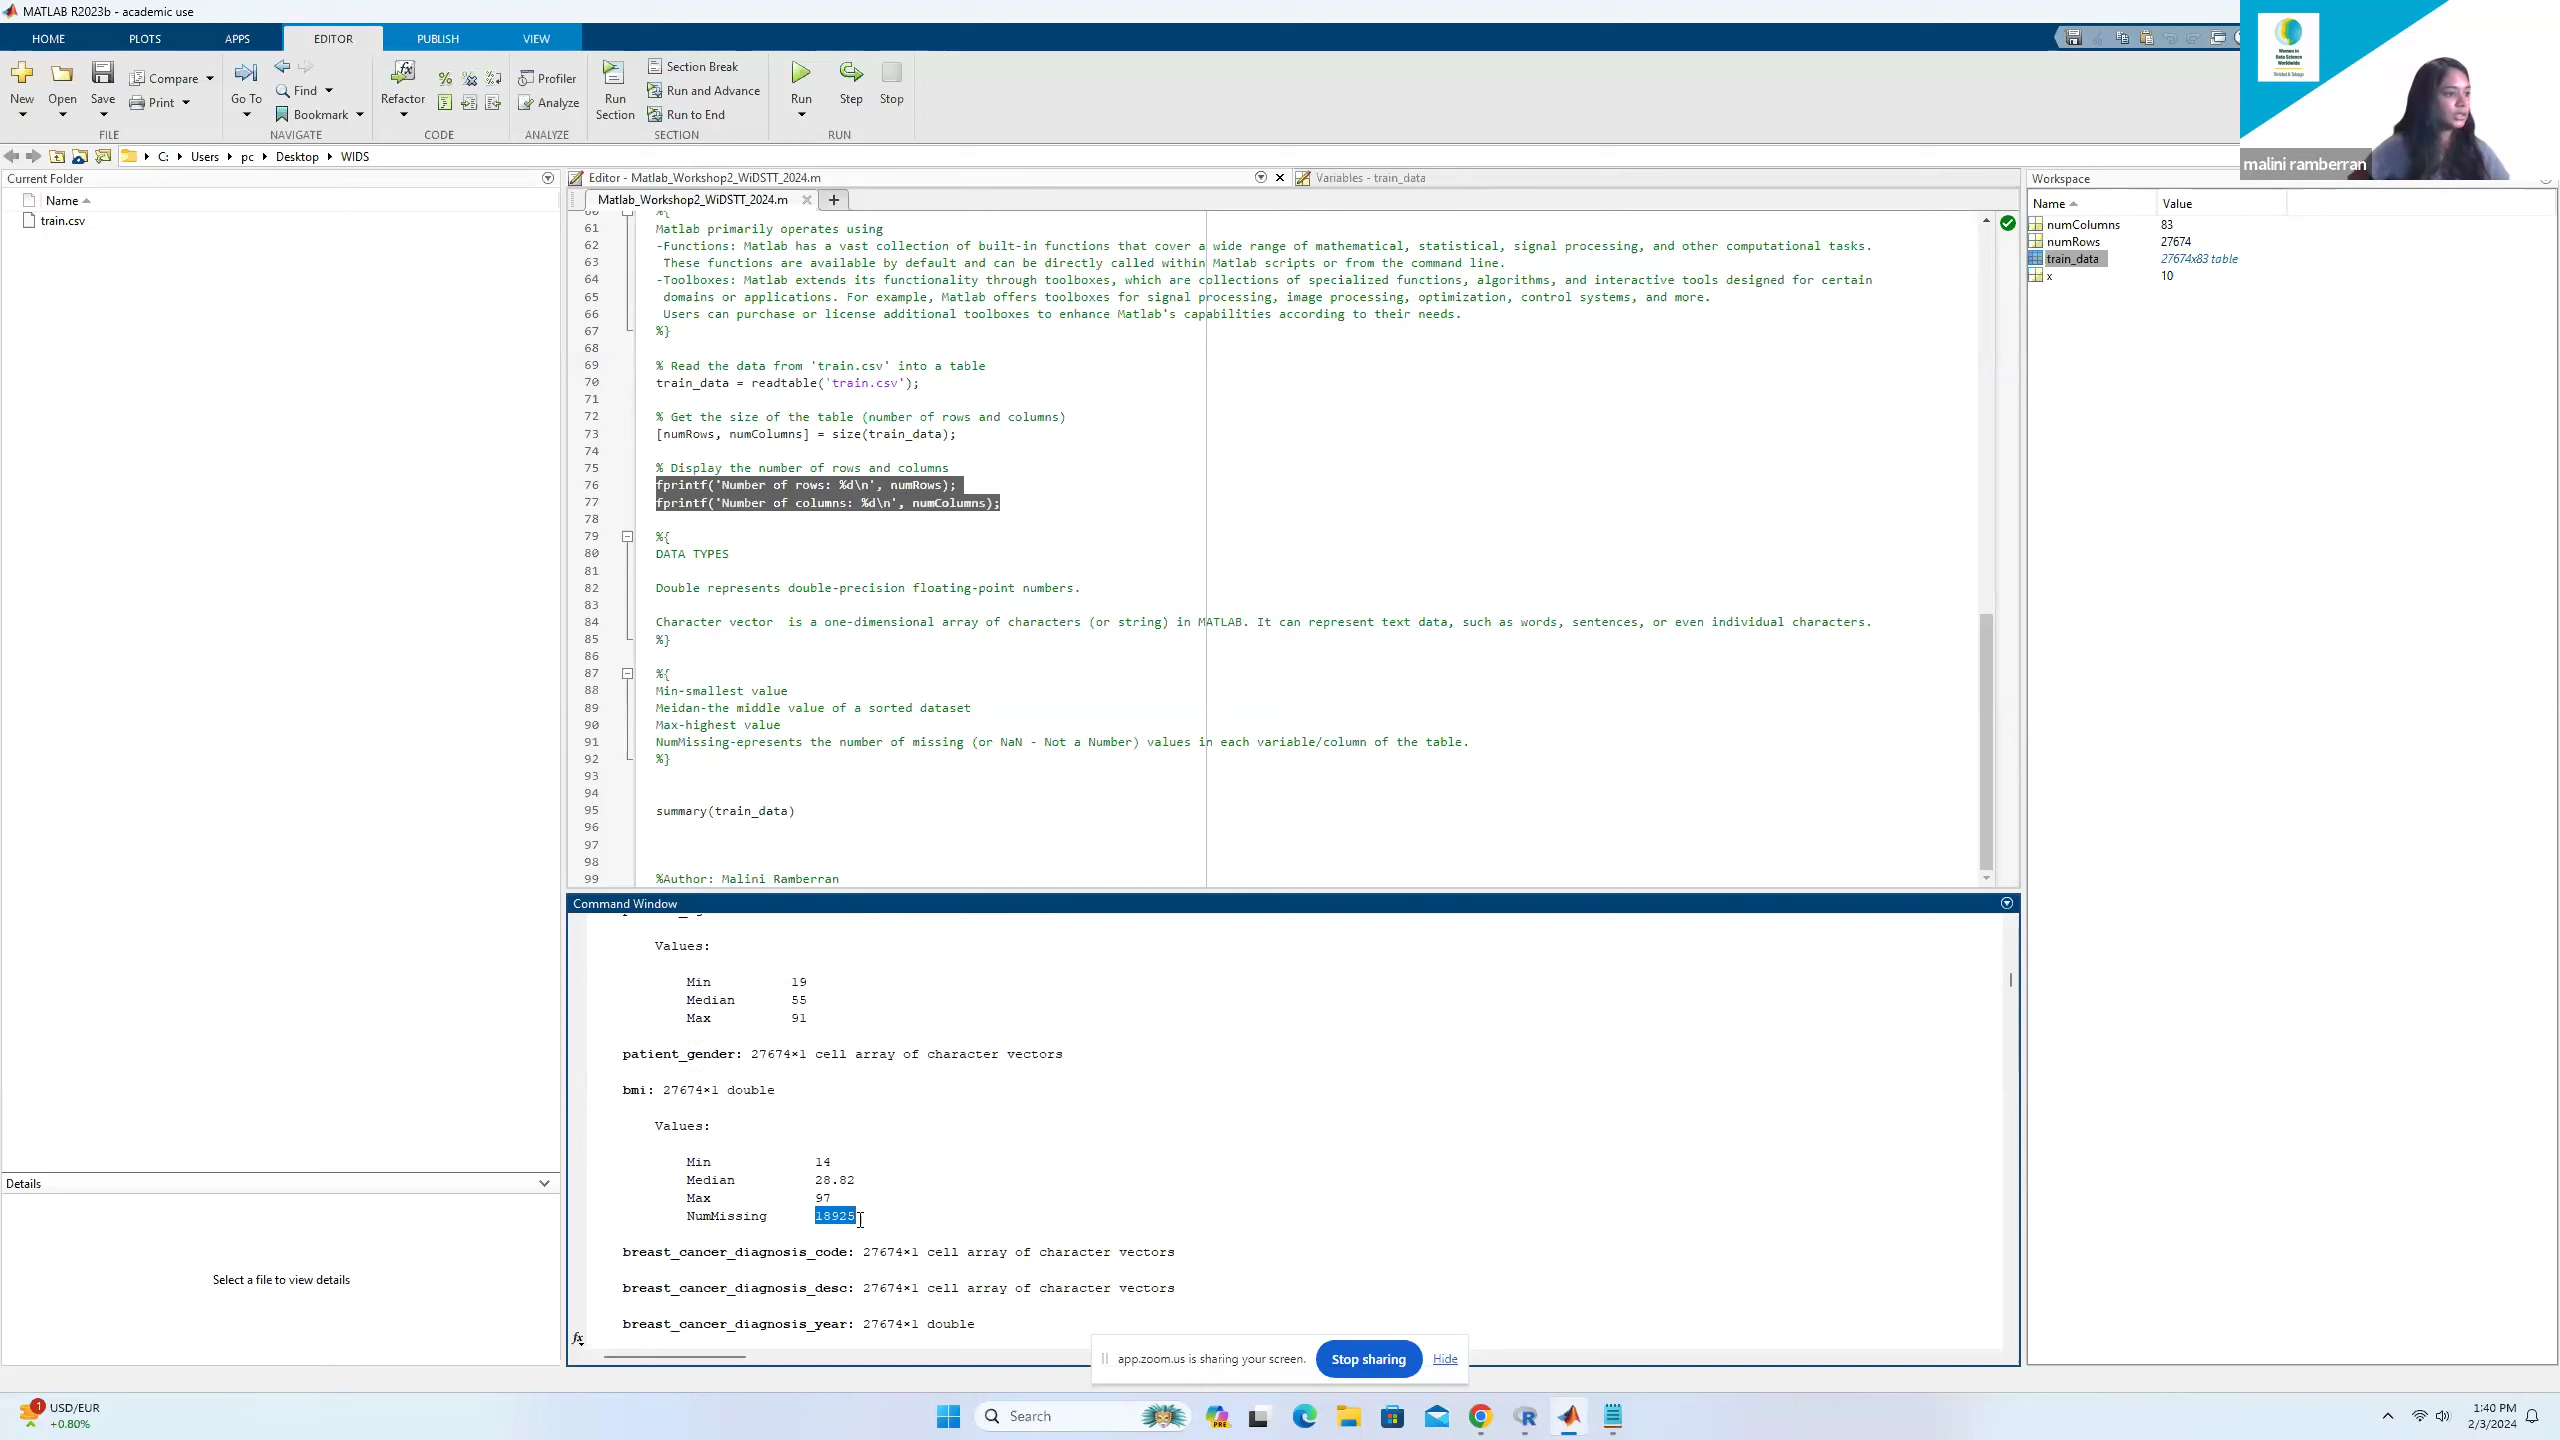 MATLAB R2023b - academic use
HOME PLOTS APPS EDITOR PUBLISH VIEW
New Open Save Compare Print Go To Find Bookmark Refactor Profiler Analyze Run Section Section Break Run and Advance Run to End Run Step Stop
FILE NAVIGATE CODE ANALYZE SECTION RUN
Women in Data Science Worldwide
Trinidad & Tobago
malini ramberran
C: Users pc Desktop WIDS
Current Folder
Name
train.csv
Details
Select a file to view details
Editor - Matlab_Workshop2_WiDSTT_2024.m
Variables - train_data
Matlab_Workshop2_WiDSTT_2024.m
60 %{
61 Matlab primarily operates using
62 -Functions: Matlab has a vast collection of built-in functions that cover a wide range of mathematical, statistical, signal processing, and other computational tasks.
63 These functions are available by default and can be directly called within Matlab scripts or from the command line.
64 -Toolboxes: Matlab extends its functionality through toolboxes, which are collections of specialized functions, algorithms, and interactive tools designed for certain
65 domains or applications. For example, Matlab offers toolboxes for signal processing, image processing, optimization, control systems, and more.
66 Users can purchase or license additional toolboxes to enhance Matlab's capabilities according to their needs.
67 %}
68
69 % Read the data from 'train.csv' into a table
70 train_data = readtable('train.csv');
71
72 % Get the size of the table (number of rows and columns)
73 [numRows, numColumns] = size(train_data);
74
75 % Display the number of rows and columns
76 fprintf('Number of rows: %d\n', numRows);
77 fprintf('Number of columns: %d\n', numColumns);
78
79 %{
80 DATA TYPES
81
82 Double represents double-precision floating-point numbers.
83
84 Character vector is a one-dimensional array of characters (or string) in MATLAB. It can represent text data, such as words, sentences, or even individual characters.
85 %}
86
87 %{
88 Min-smallest value
89 Meidan-the middle value of a sorted dataset
90 Max-highest value
91 NumMissing-epresents the number of missing (or NaN - Not a Number) values in each variable/column of the table.
92 %}
93
94
95 summary(train_data)
96
97
98
99 %Author: Malini Ramberran
Command Window
Values:
Min 19
Median 55
Max 91
patient_gender: 27674×1 cell array of character vectors
bmi: 27674×1 double
Values:
Min 14
Median 28.82
Max 97
NumMissing 18925
breast_cancer_diagnosis_code: 27674×1 cell array of character vectors
breast_cancer_diagnosis_desc: 27674×1 cell array of character vectors
breast_cancer_diagnosis_year: 27674×1 double
fx
Workspace
Name Value
numColumns 83
numRows 27674
train_data 27674x83 table
x 10
app.zoom.us is sharing your screen. Stop sharing Hide
1
USD/EUR
+0.80%
Search
PRE
1:40 PM
2/3/2024